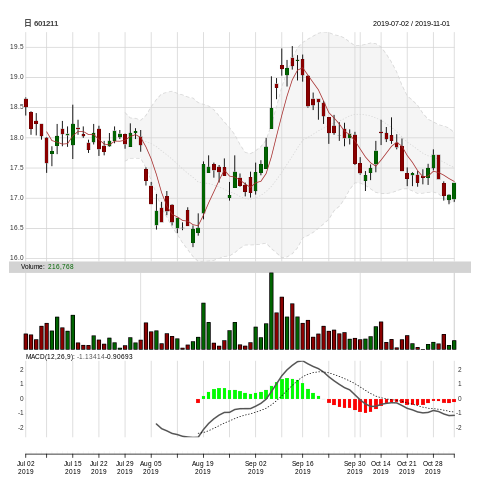 日 601211
2019-07-02 / 2019-11-01
19.5
19.0
18.5
18.0
17.5
17.0
16.5
16.0
Volume: 216,768
MACD(12,26,9): -1.13414-0.90693
2 2
1 1
0 0
-1 -1
-2 -2
Jul 02 Jul 15 Jul 22 Jul 29 Aug 05 Aug 19 Sep 02 Sep 16 Sep 30 Oct 14 Oct 21 Oct 28
2019 2019 2019 2019 2019 2019 2019 2019 2019 2019 2019 2019